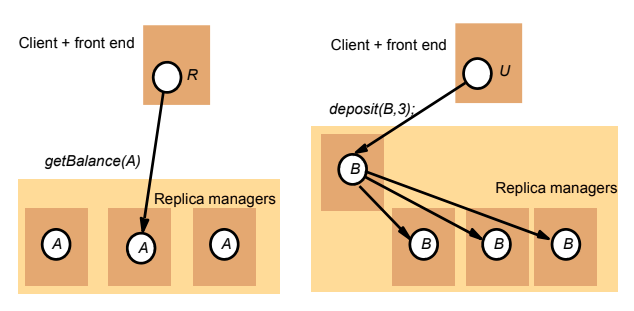 Client + front end
R
getBalance(A)
Replica managers
A
A
A
Client + front end
U
deposit(B,3);
B
Replica managers
B
B
B